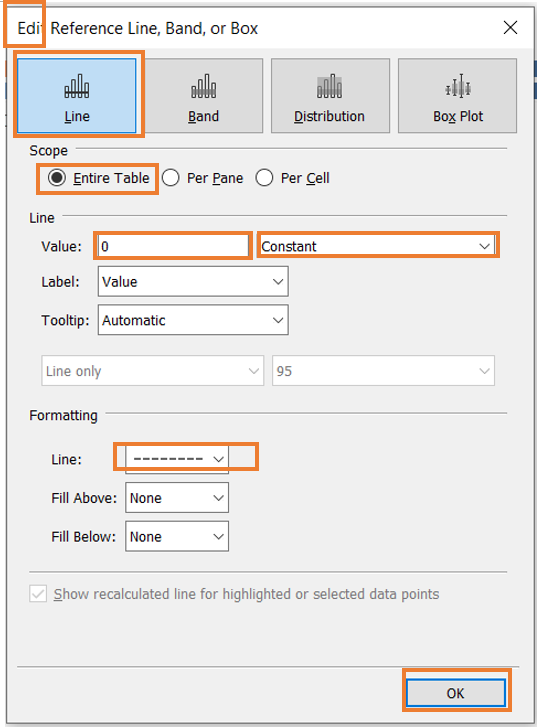 Edit Reference Line, Band, or Box
Line Band Distribution Box Plot
Scope
Entire Table Per Pane Per Cell
Line
Value: 0 Constant
Label: Value
Tooltip: Automatic
Line only 95
Formatting
Line:
Fill Above: None
Fill Below: None
Show recalculated line for highlighted or selected data points
OK